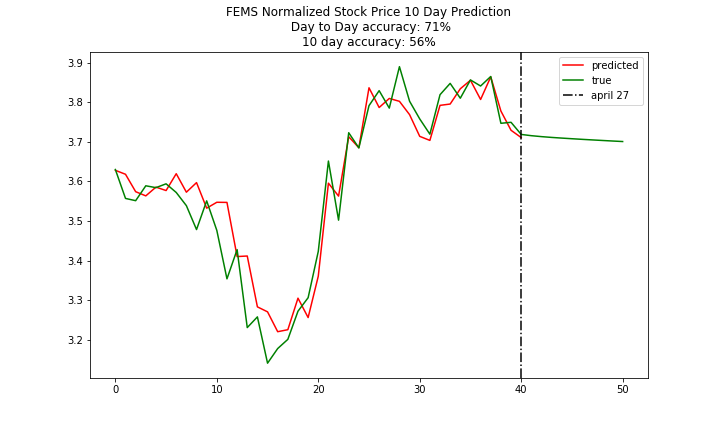 FEMS Normalized Stock Price 10 Day Prediction
Day to Day accuracy: 71%
10 day accuracy: 56%
3.9
3.8
3.7
3.6
3.5
3.4
3.3
3.2
predicted
true
april 27
0 10 20 30 40 50